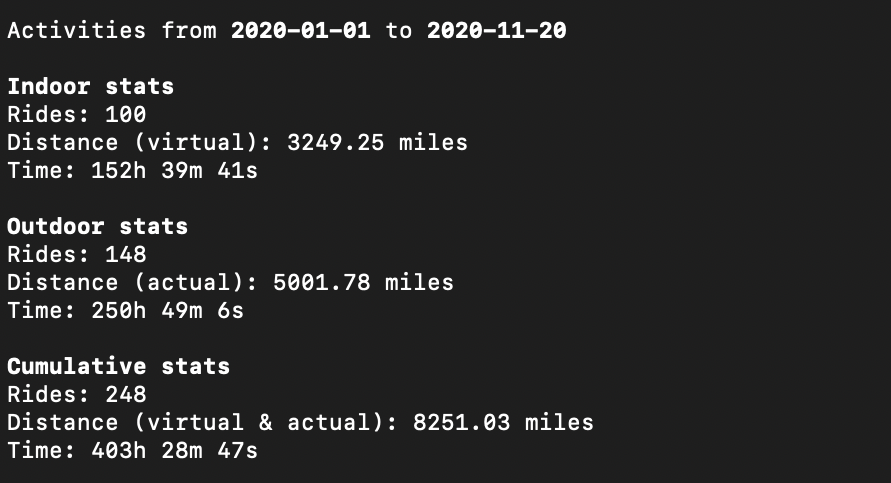 Activities from 2020-01-01 to 2020-11-20
Indoor stats
Rides: 100
Distance (virtual): 3249.25 miles
Time: 152h 39m 41s
Outdoor stats
Rides: 148
Distance (actual): 5001.78 miles
Time: 250h 49m 6s
Cumulative stats
Rides: 248
Distance (virtual & actual): 8251.03 miles
Time: 403h 28m 47s